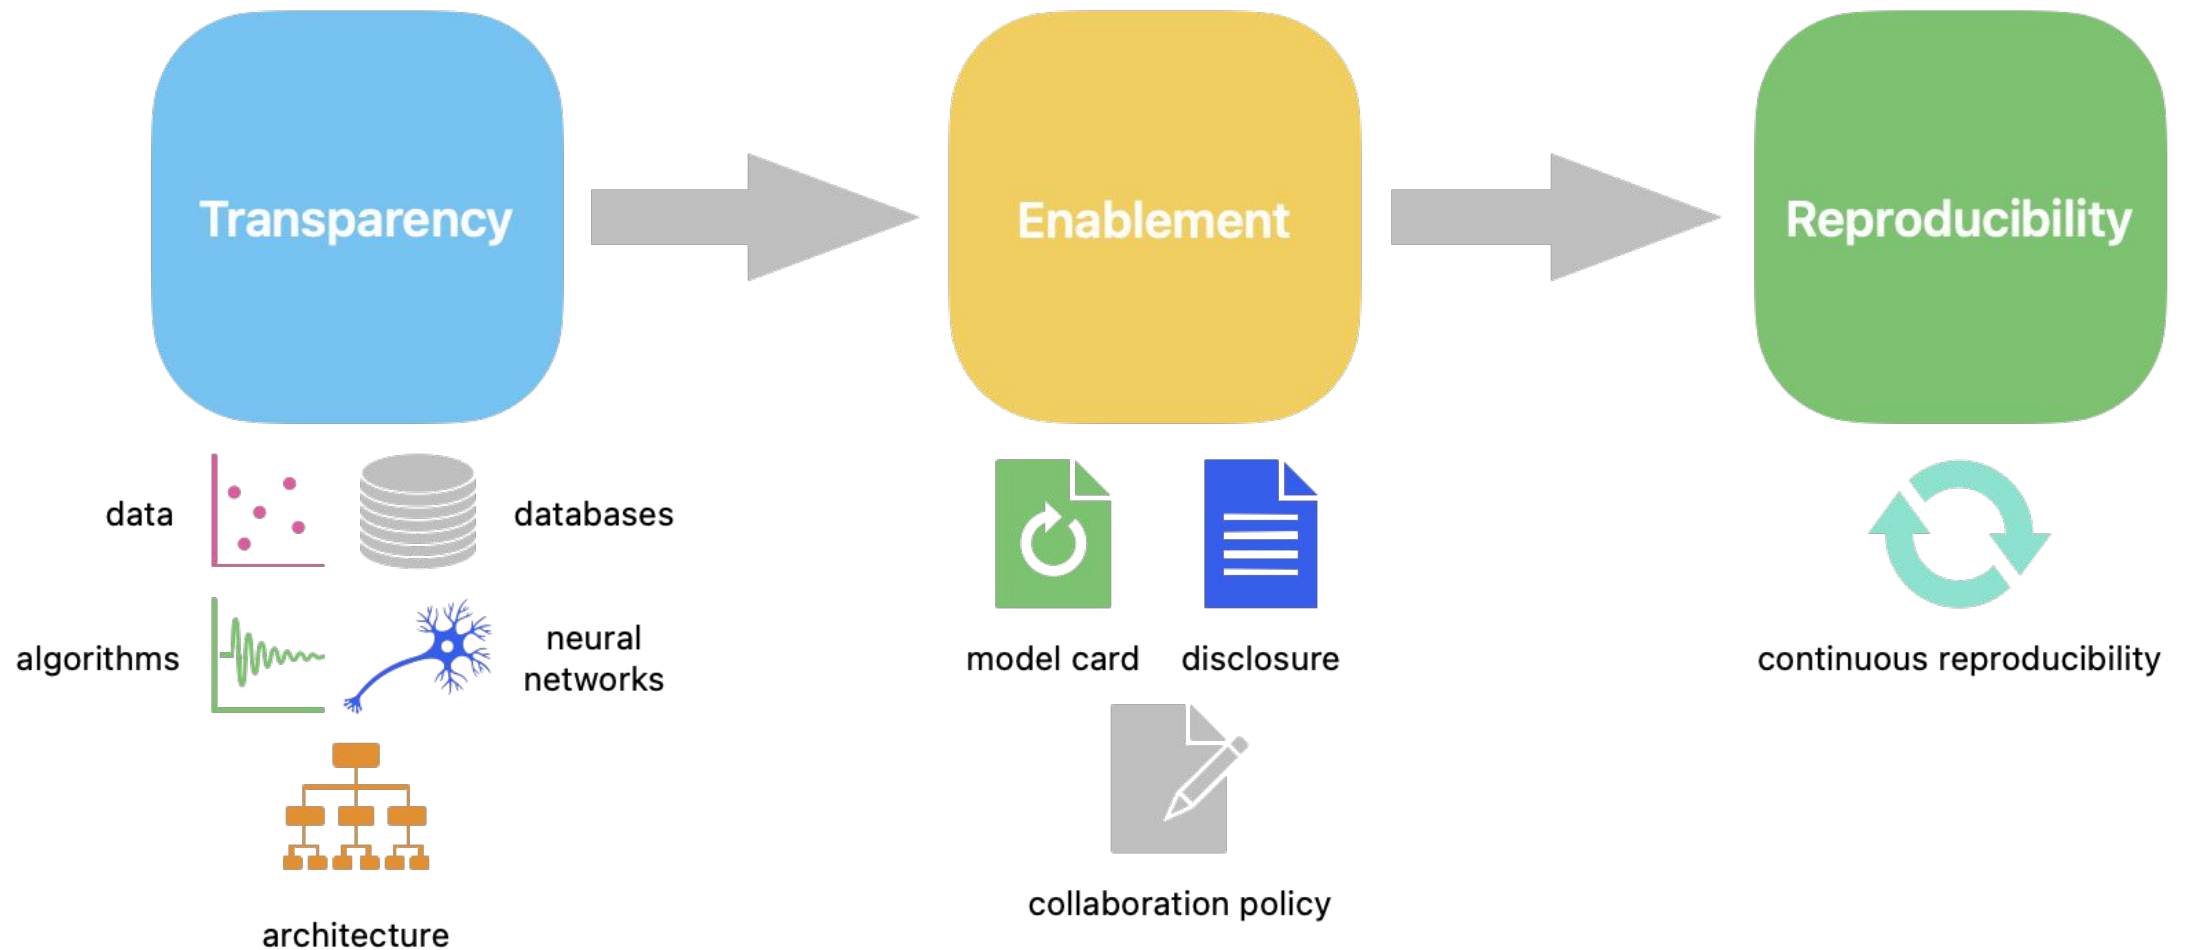 Transparency
Enablement
Reproducibility
data
databases
algorithms
neural
networks
architecture
model card
disclosure
collaboration policy
continuous reproducibility